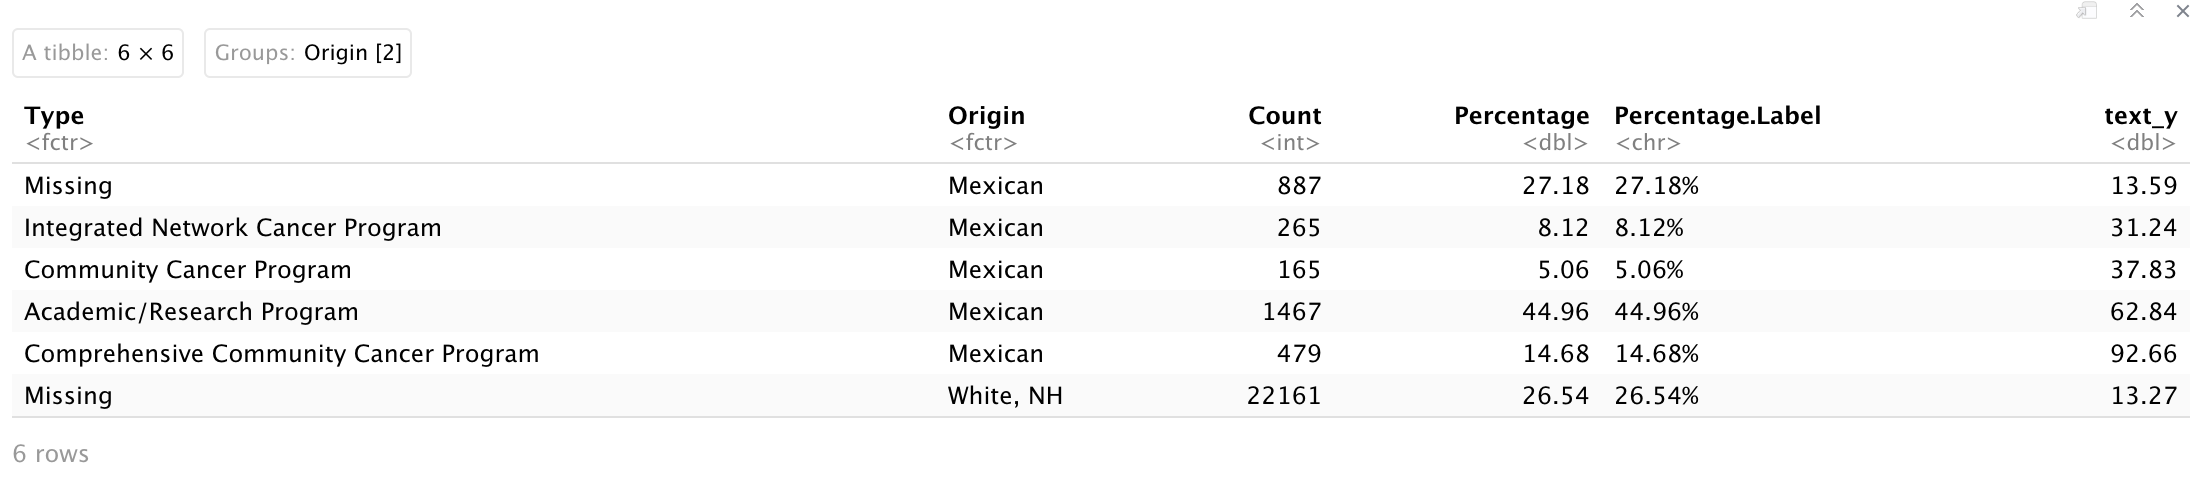 A tibble: 6 × 6 Groups: Origin [2]
Type Origin Count Percentage Percentage.Label text_y
<fctr> <fctr> <int> <dbl> <chr> <dbl>
Missing Mexican 887 27.18 27.18% 13.59
Integrated Network Cancer Program Mexican 265 8.12 8.12% 31.24
Community Cancer Program Mexican 165 5.06 5.06% 37.83
Academic/Research Program Mexican 1467 44.96 44.96% 62.84
Comprehensive Community Cancer Program Mexican 479 14.68 14.68% 92.66
Missing White, NH 22161 26.54 26.54% 13.27
6 rows